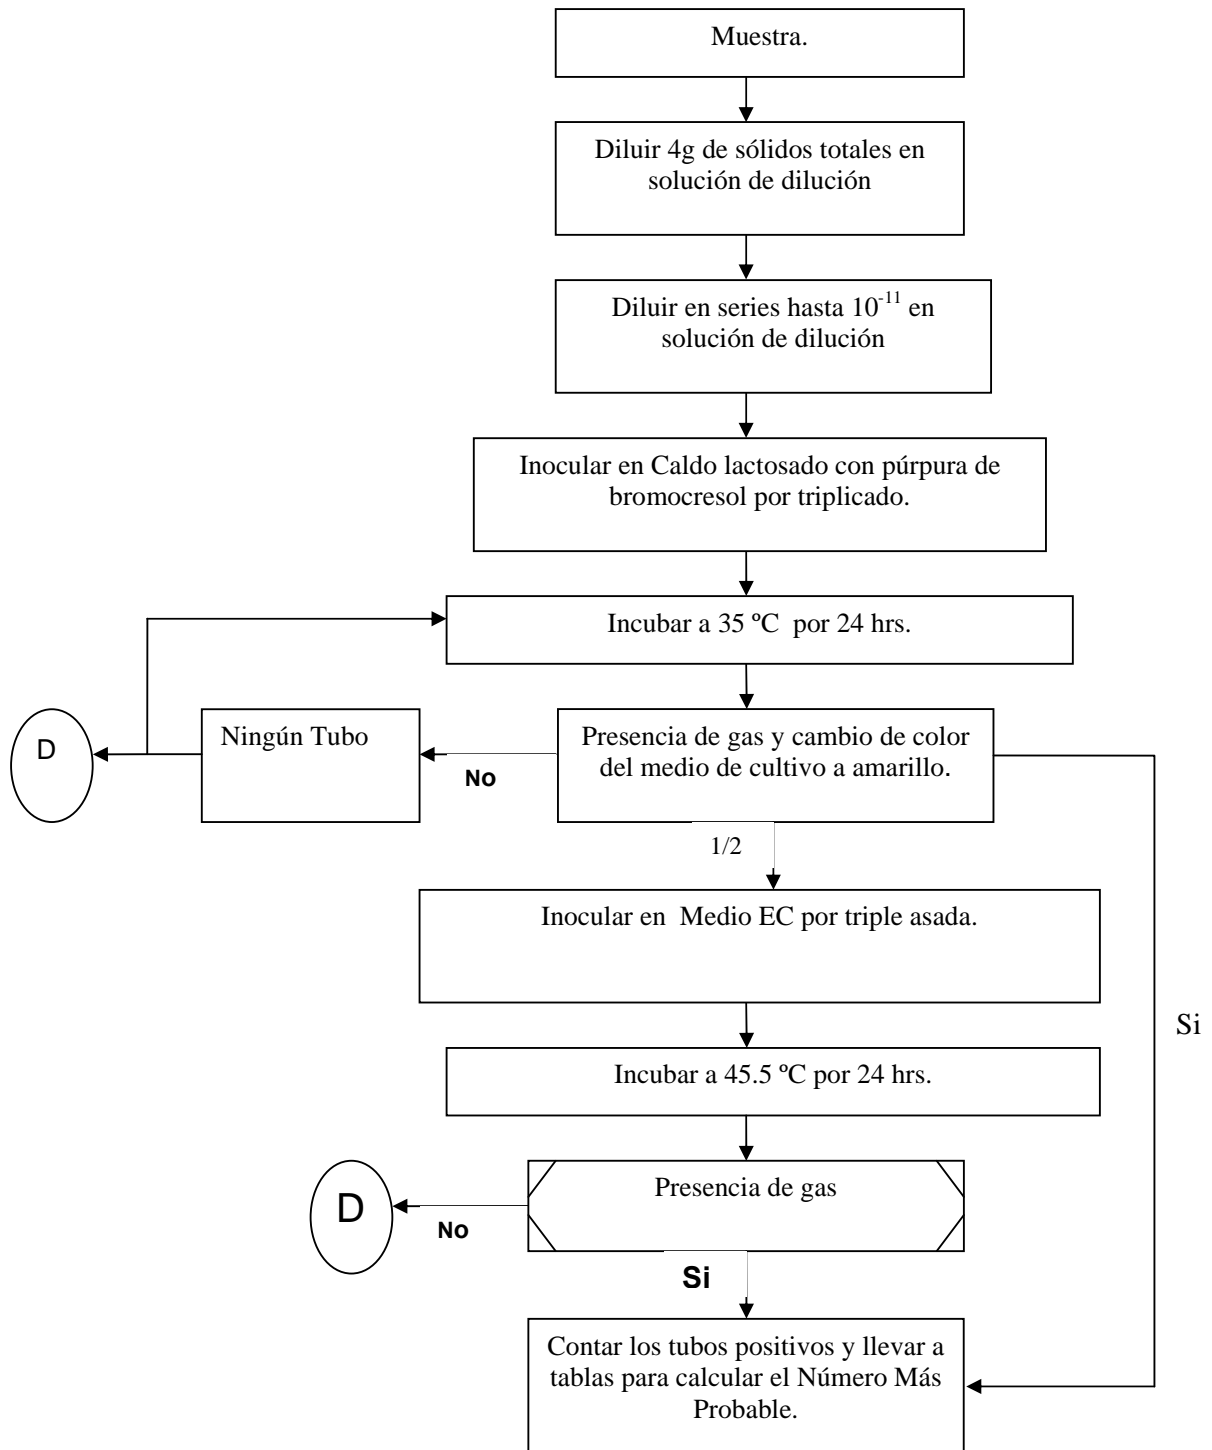 Muestra.
Diluir 4g de sólidos totales en
solución de dilución
Diluir en series hasta 10-11 en
solución de dilución
Inocular en Caldo lactosado con púrpura de
bromocresol por triplicado.
Incubar a 35 ºC por 24 hrs.
D
Ningún Tubo
No
Presencia de gas y cambio de color
del medio de cultivo a amarillo.
1/2
Inocular en Medio EC por triple asada.
Si
Incubar a 45.5 ºC por 24 hrs.
D
No
Presencia de gas
Si
Contar los tubos positivos y llevar a
tablas para calcular el Número Más
Probable.